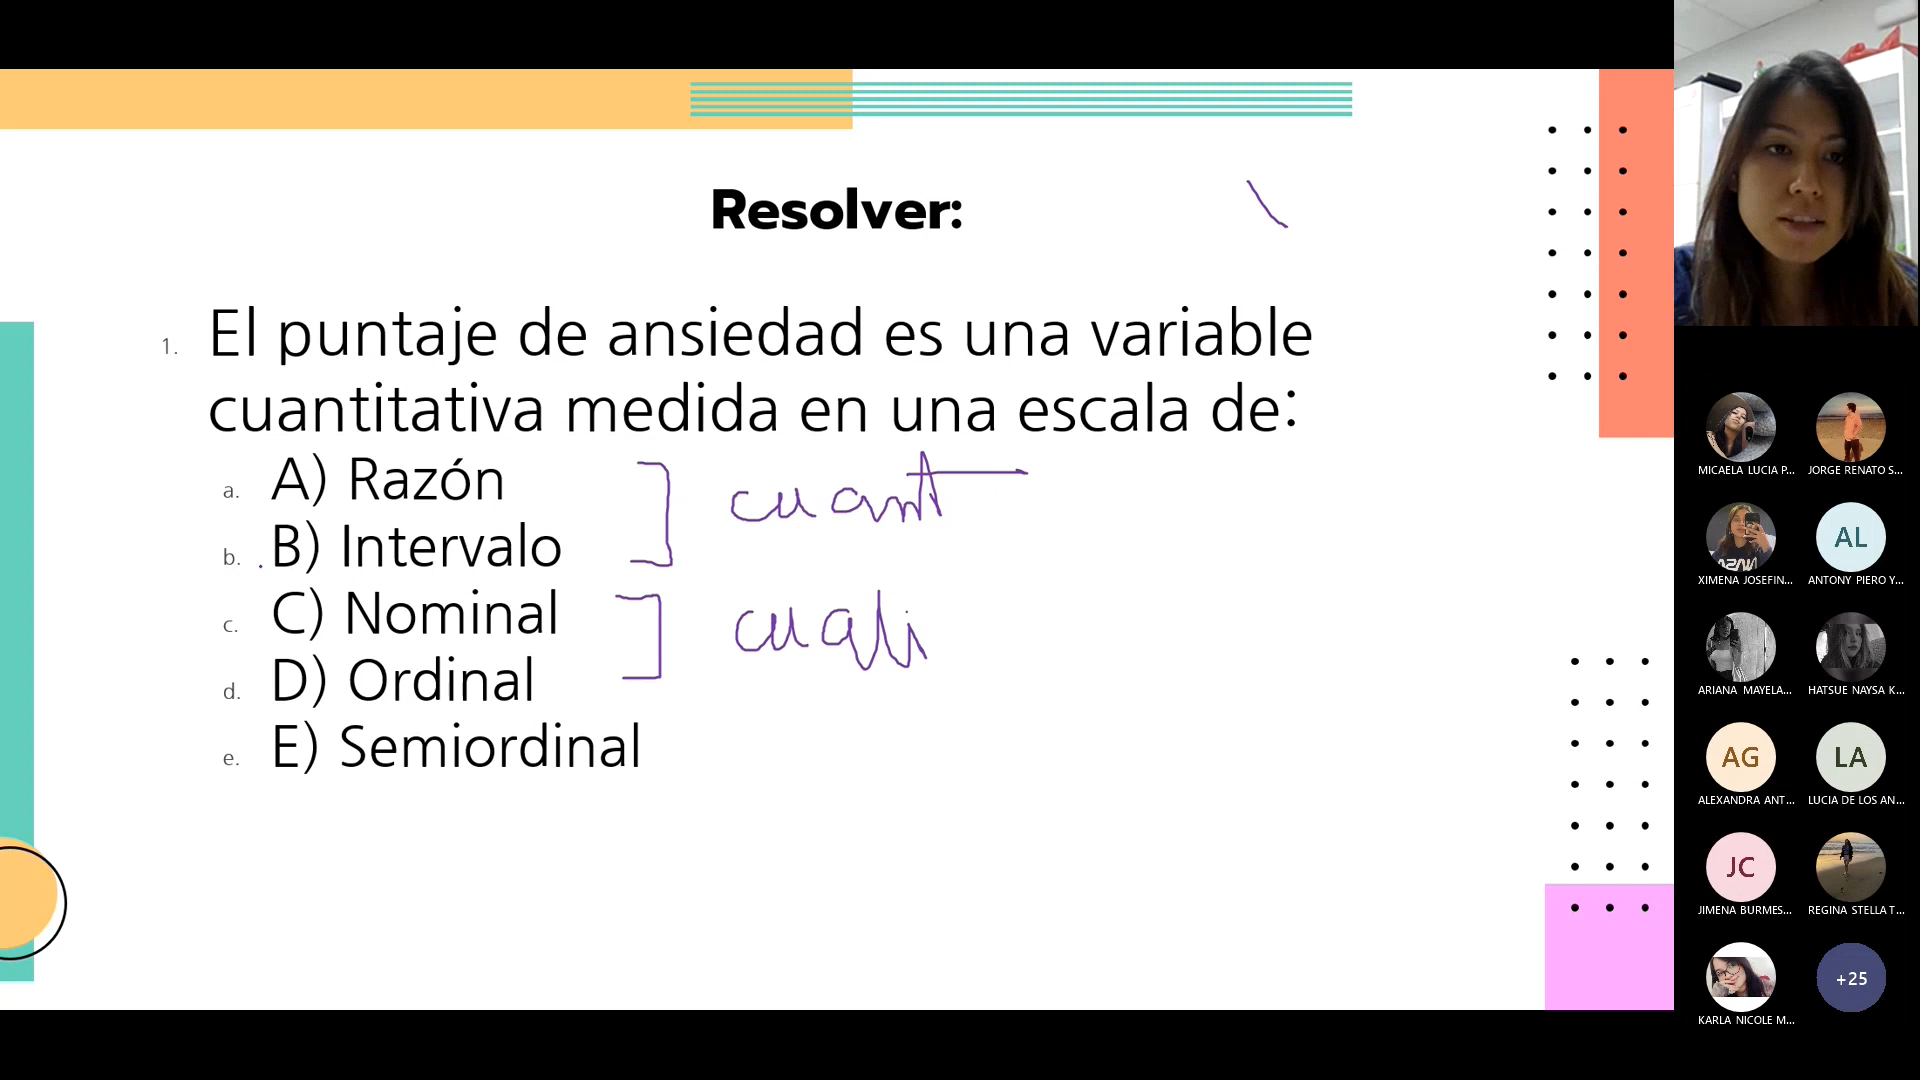 Resolver:
1. El puntaje de ansiedad es una variable
cuantitativa medida en una escala de:
a. A) Razón
b. B) Intervalo
c. C) Nominal
d. D) Ordinal
e. E) Semiordinal
cuant
cuali
MICAELA LUCIA P...
JORGE RENATO S...
XIMENA JOSEFIN...
AL
ANTONY PIERO Y...
ARIANA MAYELA...
HATSUE NAYSA K...
AG
ALEXANDRA ANT...
LA
LUCIA DE LOS AN...
JC
JIMENA BURMES...
REGINA STELLA T...
KARLA NICOLE M...
+25